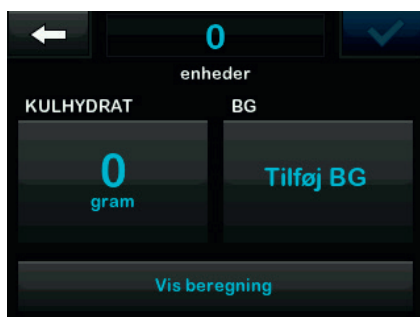 0
enheder
KULHYDRAT BG
0
gram
Tilføj BG
Vis beregning